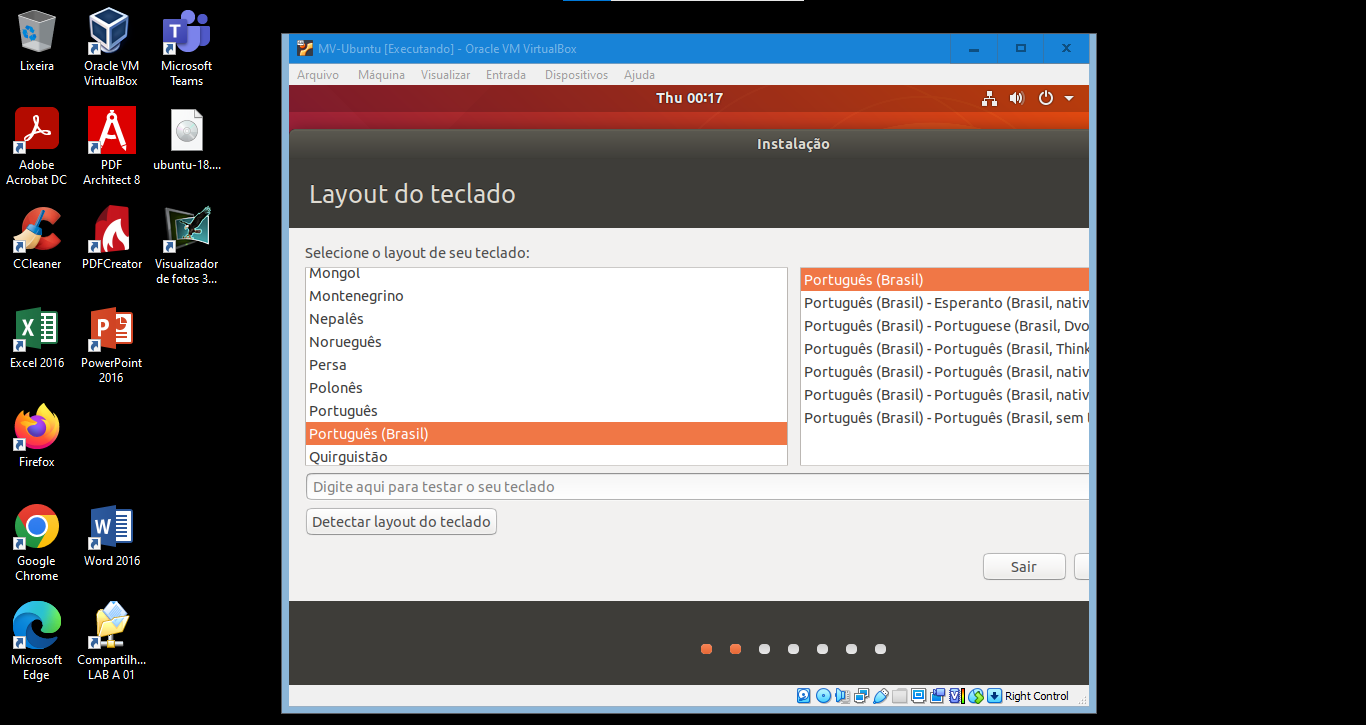 Lixeira
Oracle VM
VirtualBox
Microsoft
Teams
Adobe
Acrobat DC
PDF
Architect 8
ubuntu-18....
CCleaner
PDFCreator
Visualizador
de fotos 3...
Excel 2016
PowerPoint
2016
Firefox
Google
Chrome
Word 2016
Microsoft
Edge
Compartilh...
LAB A 01
MV-Ubuntu [Executando] - Oracle VM VirtualBox
Arquivo Máquina Visualizar Entrada Dispositivos Ajuda
Thu 00:17
Instalação
Layout do teclado
Selecione o layout de seu teclado:
Mongol
Montenegrino
Nepalês
Norueguês
Persa
Polonês
Português
Português (Brasil)
Quirguistão
Português (Brasil)
Português (Brasil) - Esperanto (Brasil, nativ
Português (Brasil) - Portuguese (Brasil, Dvo
Português (Brasil) - Português (Brasil, Think
Português (Brasil) - Português (Brasil, nativ
Português (Brasil) - Português (Brasil, nativ
Português (Brasil) - Português (Brasil, sem
Digite aqui para testar o seu teclado
Detectar layout do teclado
Sair
Right Control